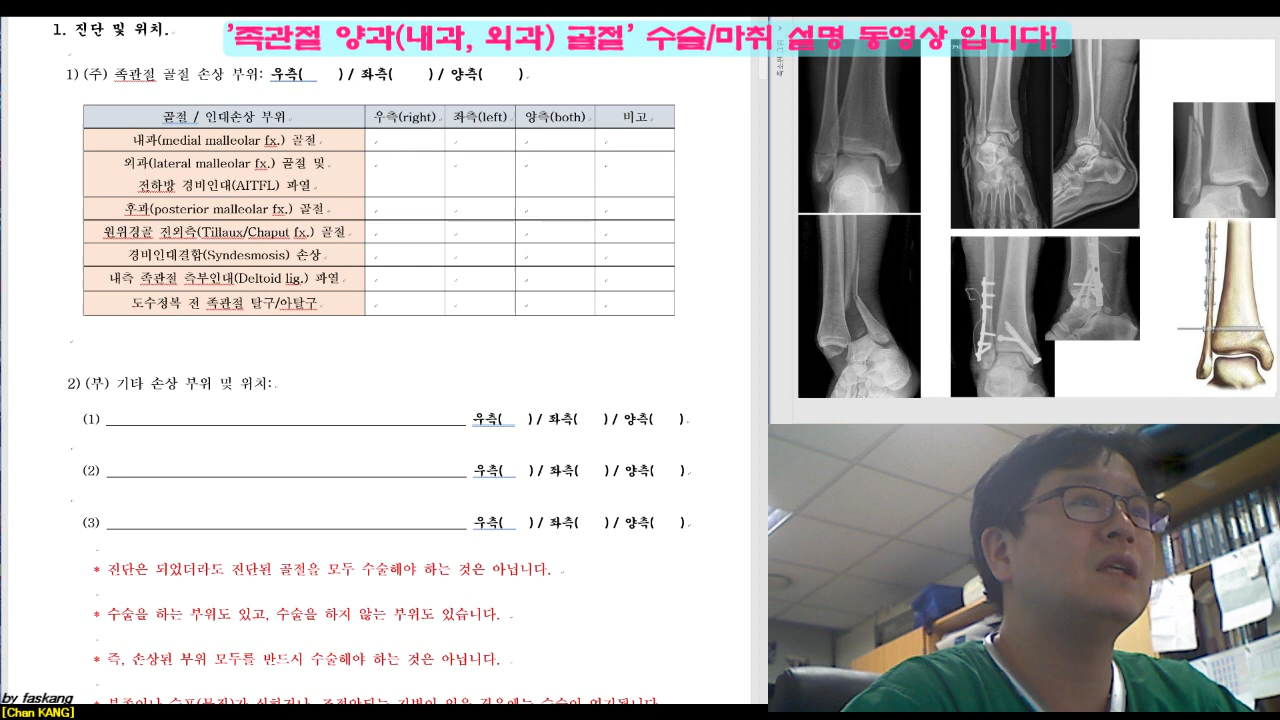 '족관절 양과(내과, 외과) 골절' 수술/마취 설명 동영상 입니다!
1. 진단 및 위치.
1) (주) 족관절 골절 손상 부위: 우측( ) / 좌측( ) / 양측( )
골절 / 인대손상 부위 우측(right) 좌측(left) 양측(both) 비고
내과(medial malleolar fx.) 골절
외과(lateral malleolar fx.) 골절 및
전하방 경비인대(AITFL) 파열
후과(posterior malleolar fx.) 골절
원위경골 전외측(Tillaux/Chaput fx.) 골절
경비인대결합(Syndesmosis) 손상
내측 족관절 측부인대(Deltoid lig.) 파열
도수정복 전 족관절 탈구/아탈구
2) (부) 기타 손상 부위 및 위치:
(1) 우측( ) / 좌측( ) / 양측( )
(2) 우측( ) / 좌측( ) / 양측( )
(3) 우측( ) / 좌측( ) / 양측( )
* 진단은 되었더라도 진단된 골절을 모두 수술해야 하는 것은 아닙니다.
* 수술을 하는 부위도 있고, 수술을 하지 않는 부위도 있습니다.
* 즉, 손상된 부위 모두를 반드시 수술해야 하는 것은 아닙니다.
by faskang
[Chan KANG]